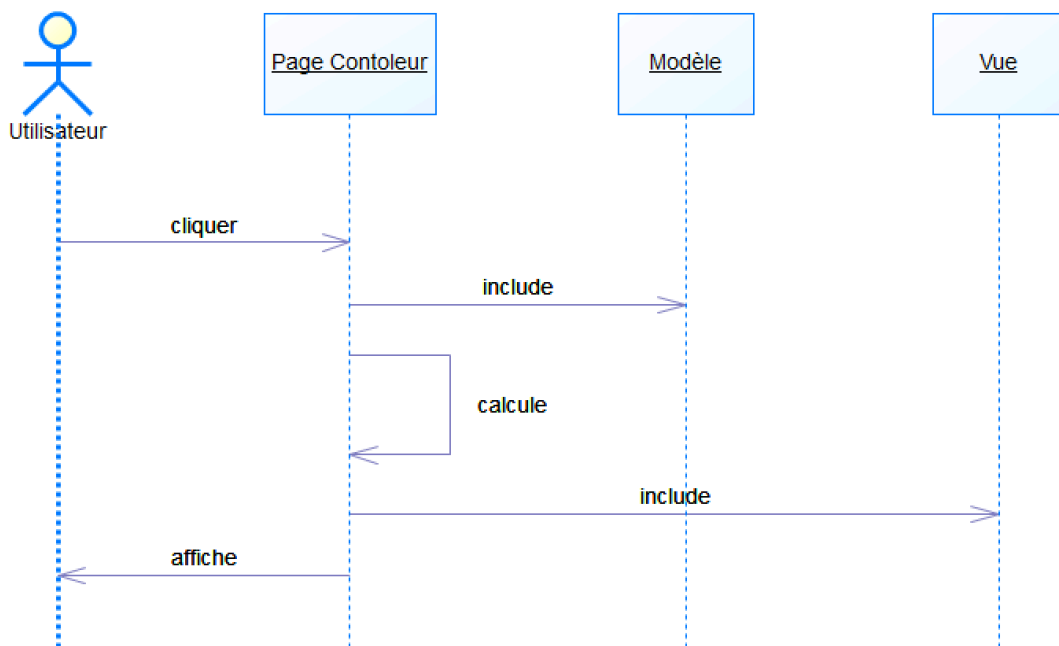 Page Contoleur
Modèle
Vue
Utilisateur
cliquer
include
calcule
include
affiche